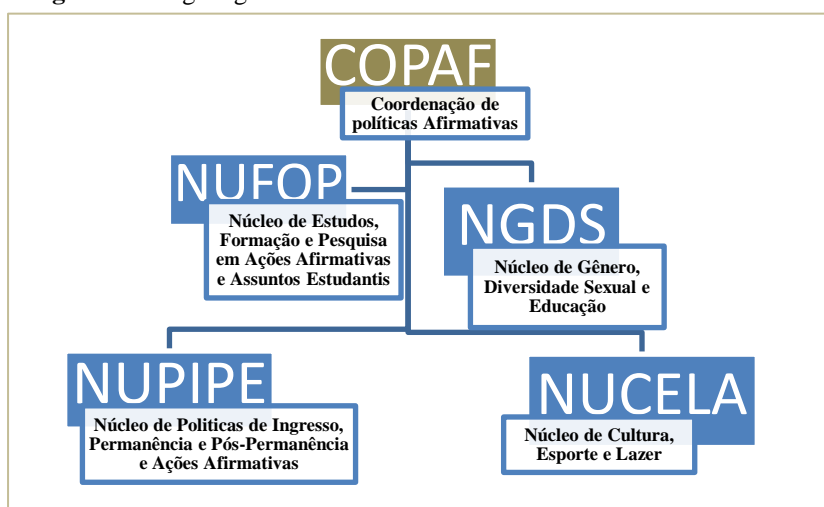 COPAF
Coordenação de
políticas Afirmativas
NUFOP
Núcleo de Estudos,
Formação e Pesquisa
em Ações Afirmativas
e Assuntos Estudantis
NGDS
Núcleo de Gênero,
Diversidade Sexual e
Educação
NUPIPE
Núcleo de Politicas de Ingresso,
Permanência e Pós-Permanência
e Ações Afirmativas
NUCELA
Núcleo de Cultura,
Esporte e Lazer